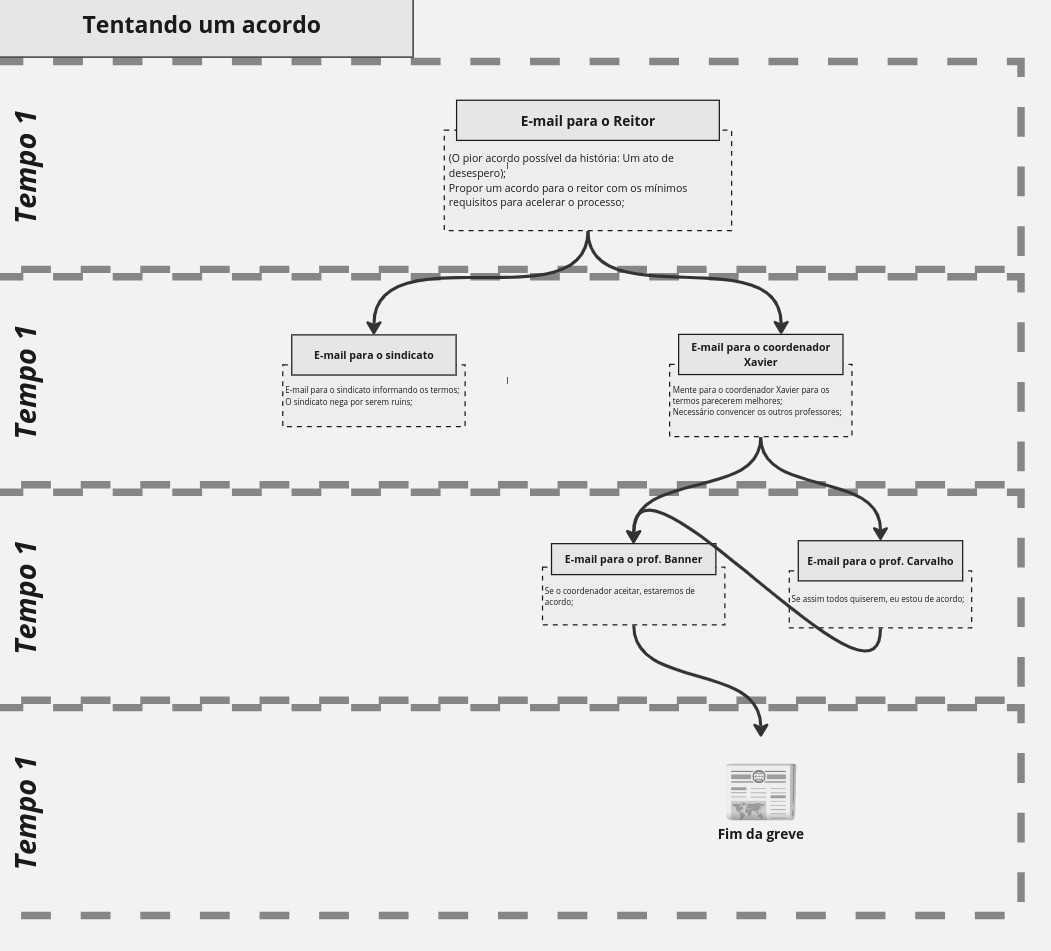 Tentando um acordo
Tempo 1
E-mail para o Reitor
(O pior acordo possível da história: Um ato de
desespero);
Propor um acordo para o reitor com os mínimos
requisitos para acelerar o processo;
Tempo 1
E-mail para o sindicato
E-mail para o sindicato informando os termos;
O sindicato nega por serem ruins;
E-mail para o coordenador
Xavier
Mente para o coordenador Xavier para os
termos parecerem melhores;
Necessário convencer os outros professores;
Tempo 1
E-mail para o prof. Banner
Se o coordenador aceitar, estaremos de
acordo;
E-mail para o prof. Carvalho
Se assim todos quiserem, eu estou de acordo;
Tempo 1
Fim da greve